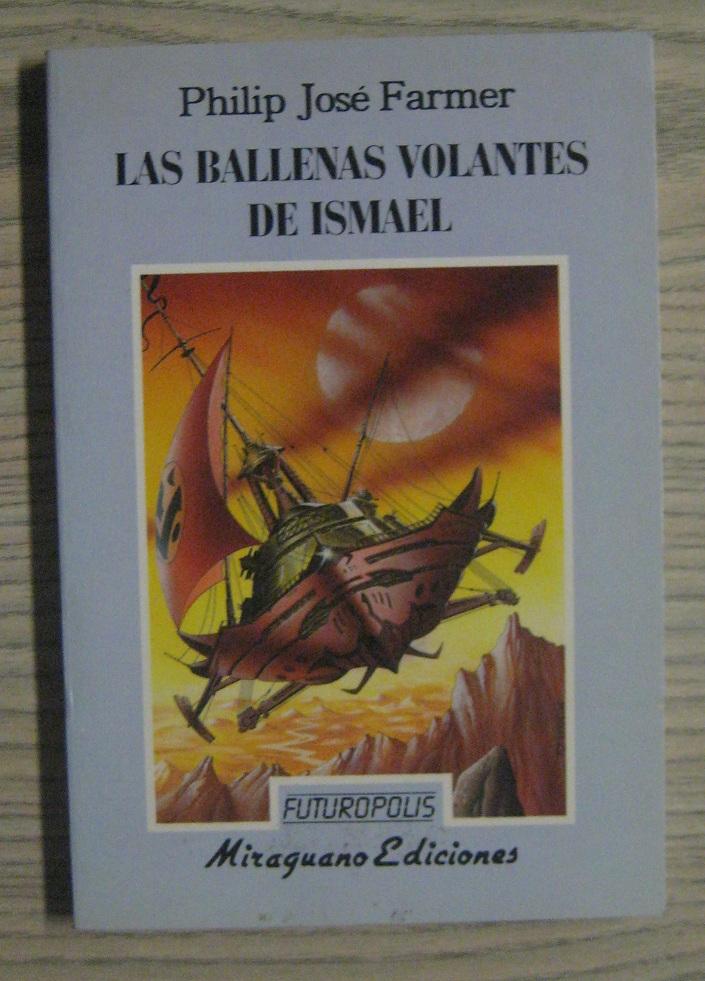 Philip José Farmer
LAS BALLENAS VOLANTES
DE ISMAEL
FUTUROPOLIS
Miraguano Ediciones